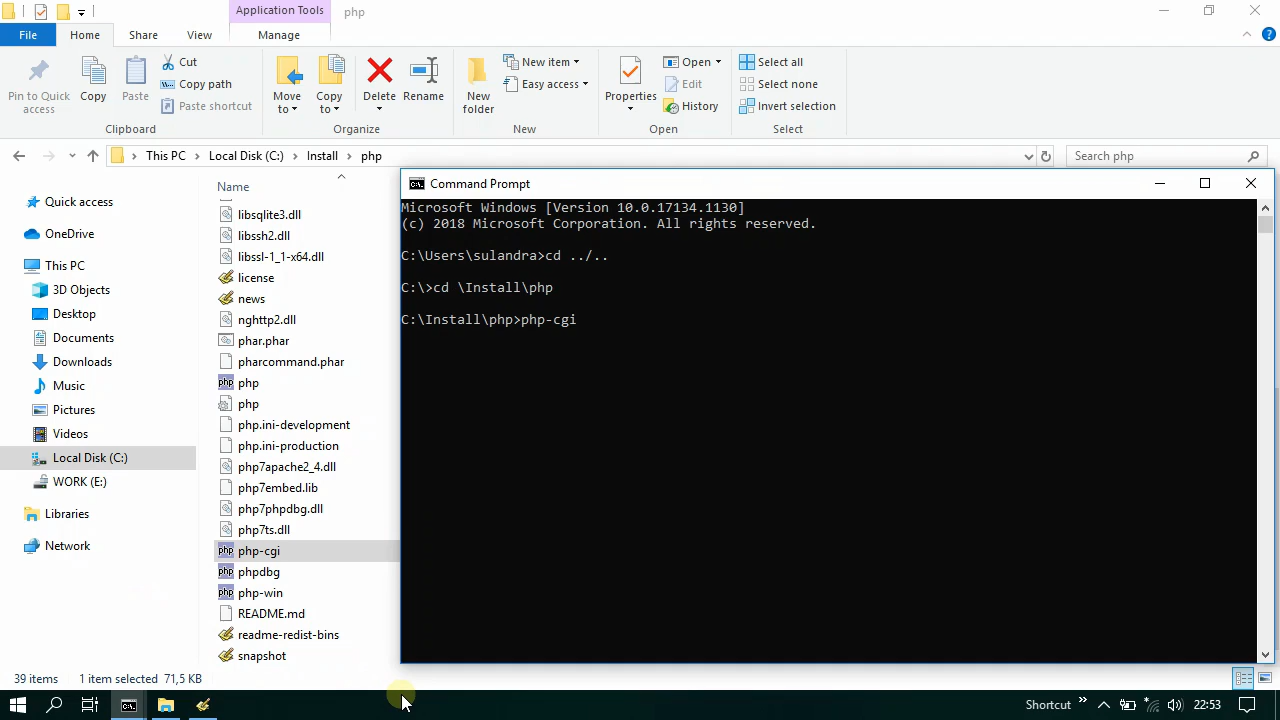 Application Tools
php
File
Home
Share
View
Manage
Pin to Quick access
Copy
Paste
Cut
Copy path
Paste shortcut
Clipboard
Move to
Copy to
Delete
Rename
Organize
New folder
New item
Easy access
New
Properties
Open
Edit
History
Open
Select all
Select none
Invert selection
Select
This PC
Local Disk (C:)
Install
php
Search php
Quick access
OneDrive
This PC
3D Objects
Desktop
Documents
Downloads
Music
Pictures
Videos
Local Disk (C:)
WORK (E:)
Libraries
Network
Name
libsqlite3.dll
libssh2.dll
libssl-1_1-x64.dll
license
news
nghttp2.dll
phar.phar
pharcommand.phar
php
php
php.ini-development
php.ini-production
php7apache2_4.dll
php7embed.lib
php7phpdbg.dll
php7ts.dll
php-cgi
phpdbg
php-win
README.md
readme-redist-bins
snapshot
Command Prompt
Microsoft Windows [Version 10.0.17134.1130]
(c) 2018 Microsoft Corporation. All rights reserved.
C:\Users\sulandra>cd ../..
C:\>cd \Install\php
C:\Install\php>php-cgi
39 items
1 item selected 71,5 KB
Shortcut
22:53